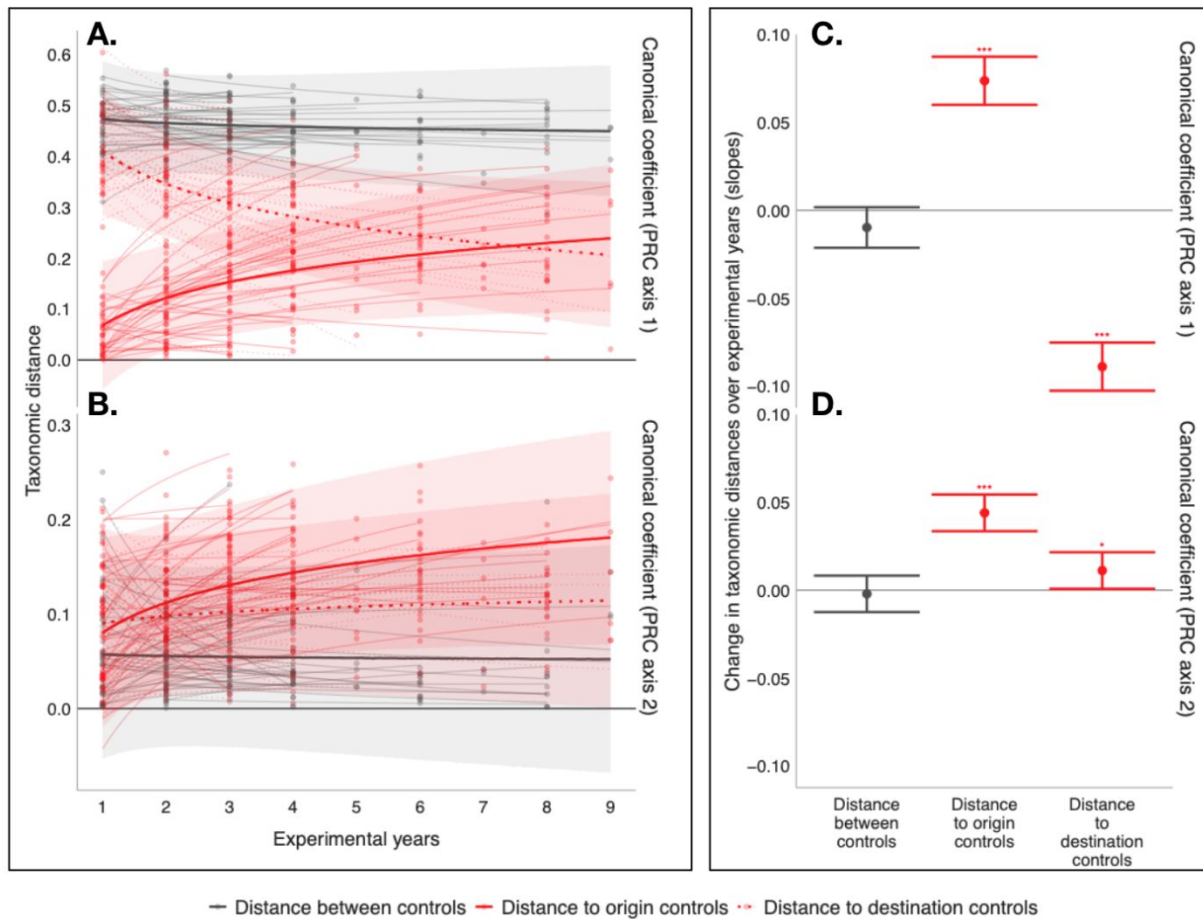 A.
0.6
0.5
0.4
0.3
0.2
0.1
0.0
Canonical coefficient (PRC axis 1)
Taxonomic distance
B.
0.3
0.2
0.1
0.0
Canonical coefficient (PRC axis 2)
1 2 3 4 5 6 7 8 9
Experimental years
C.
0.10
0.05
0.00
−0.05
−0.10
***
***
Canonical coefficient (PRC axis 1)
Change in taxonomic distances over experimental years (slopes)
D.
0.10
0.05
0.00
−0.05
−0.10
***
*
Canonical coefficient (PRC axis 2)
Distance between controls
Distance to origin controls
Distance to destination controls
Distance between controls Distance to origin controls Distance to destination controls